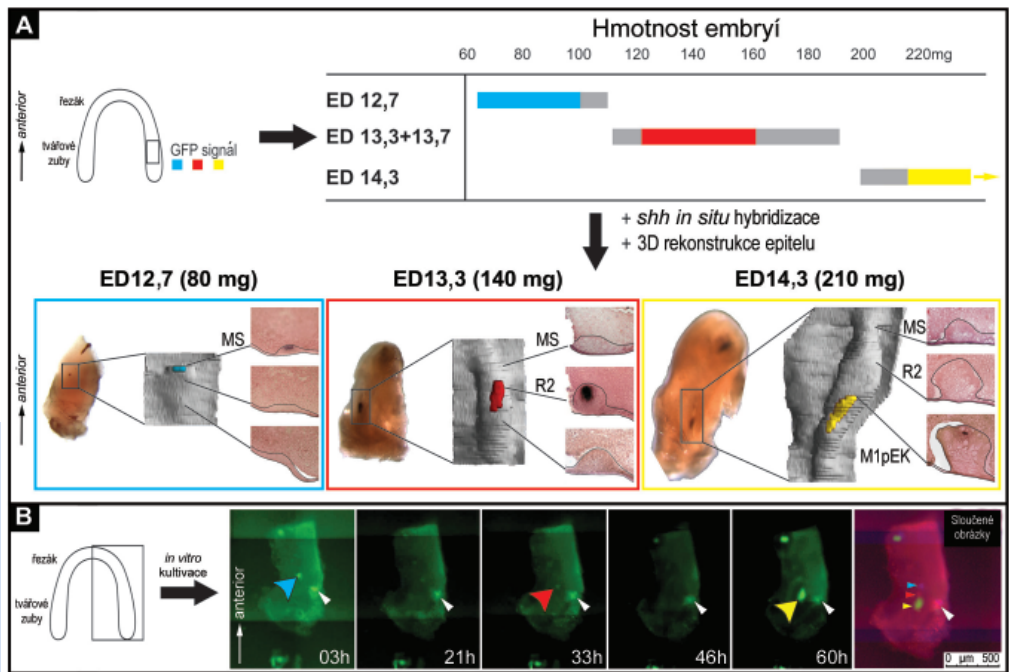 A
Hmotnost embryí
60 80 100 120 140 160 180 200 220mg
anterior
řezák
tvářové
zuby
GFP signál
ED 12,7
ED 13,3+13,7
ED 14,3
+ shh in situ hybridizace
+ 3D rekonstrukce epitelu
ED12,7 (80 mg)
ED13,3 (140 mg)
ED14,3 (210 mg)
anterior
MS
MS
R2
MS
R2
M1pEK
B
řezák
tvářové
zuby
in vitro
kultivace
anterior
03h
21h
33h
46h
60h
Sloučené
obrázky
0 µm 500